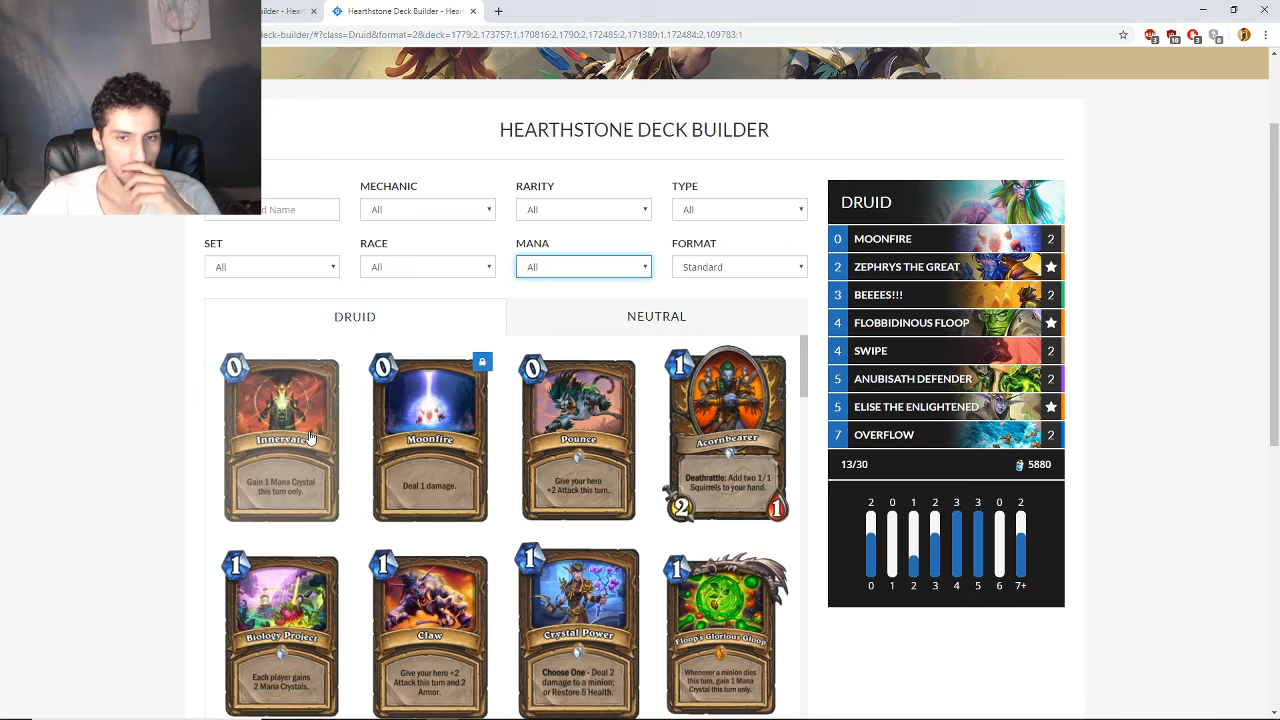 builder - Heart
Hearthstone Deck Builder - Hearth
deck-builder/#?class=Druid&format=2&deck=1779:2,173757:1,170816:2,1790:2,172485:2,171389:1,172484:2,109783:1
HEARTHSTONE DECK BUILDER
MECHANIC
RARITY
TYPE
d Name
All
All
All
SET
RACE
MANA
FORMAT
All
All
All
Standard
DRUID
NEUTRAL
0
Innervate
Gain 1 Mana Crystal
this turn only.
0
Moonfire
Deal 1 damage.
0
Pounce
Give your hero
+2 Attack this turn.
1
Acornbearer
Deathrattle: Add two 1/1
Squirrels to your hand.
2
1
1
Biology Project
Each player gains
2 Mana Crystals.
1
Claw
Give your hero +2
Attack this turn and 2
Armor.
1
Crystal Power
Choose One - Deal 2
damage to a minion;
or Restore 5 Health.
1
Floop's Glorious Gloop
Whenever a minion dies
this turn, gain 1 Mana
Crystal this turn only.
DRUID
0 MOONFIRE 2
2 ZEPHRYS THE GREAT
3 BEEEES!!! 2
4 FLOBBIDINOUS FLOOP
4 SWIPE 2
5 ANUBISATH DEFENDER 2
5 ELISE THE ENLIGHTENED
7 OVERFLOW 2
13/30 5880
2 0 1 2 3 3 0 2
0 1 2 3 4 5 6 7+